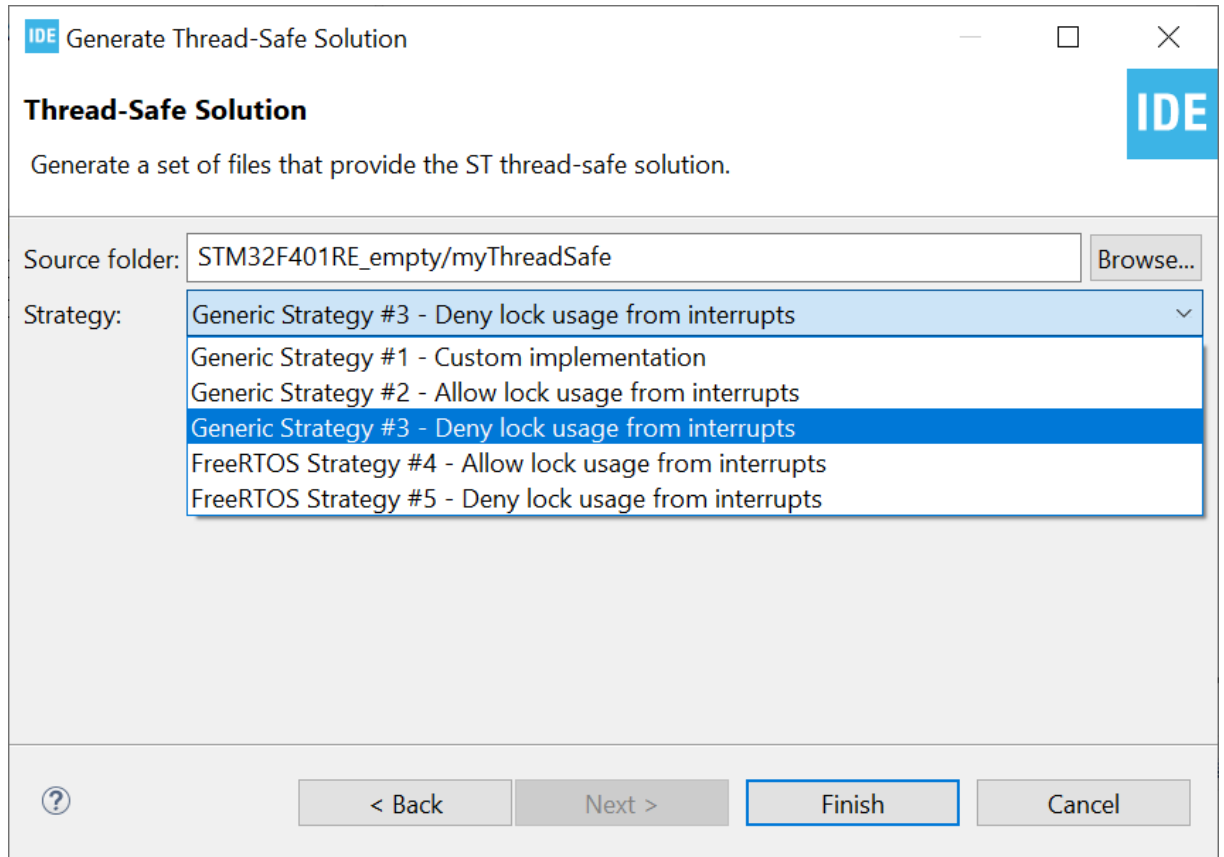 IDE Generate Thread-Safe Solution
Thread-Safe Solution
IDE
Generate a set of files that provide the ST thread-safe solution.
Source folder: STM32F401RE_empty/myThreadSafe Browse...
Strategy: Generic Strategy #3 - Deny lock usage from interrupts
Generic Strategy #1 - Custom implementation
Generic Strategy #2 - Allow lock usage from interrupts
Generic Strategy #3 - Deny lock usage from interrupts
FreeRTOS Strategy #4 - Allow lock usage from interrupts
FreeRTOS Strategy #5 - Deny lock usage from interrupts
? < Back Next > Finish Cancel